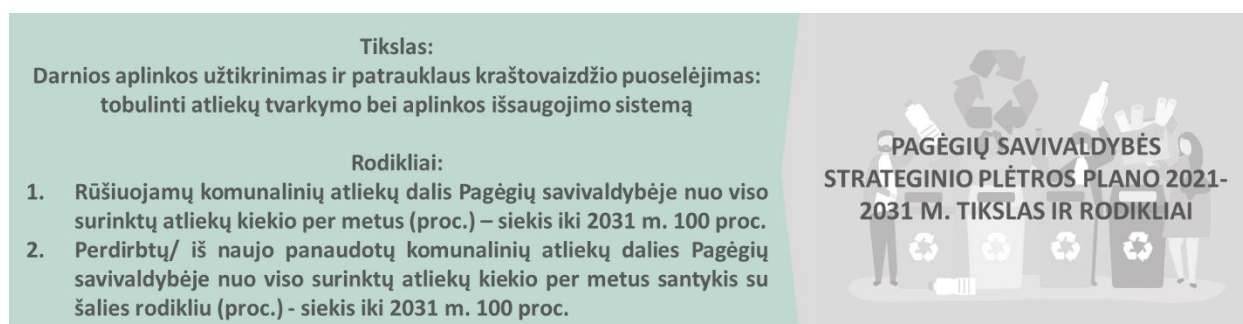 Tikslas:
Darnios aplinkos užtikrinimas ir patrauklaus kraštovaizdžio puoselėjimas:
tobulinti atliekų tvarkymo bei aplinkos išsaugojimo sistemą
Rodikliai:
1. Rūšiuojamų komunalinių atliekų dalis Pagėgių savivaldybėje nuo viso
surinktų atliekų kiekio per metus (proc.) – siekis iki 2031 m. 100 proc.
2. Perdirbtų/ iš naujo panaudotų komunalinių atliekų dalies Pagėgių
savivaldybėje nuo viso surinktų atliekų kiekio per metus santykis su
šalies rodikliu (proc.) - siekis iki 2031 m. 100 proc.
PAGĖGIŲ SAVIVALDYBĖS
STRATEGINIO PLĖTROS PLANO 2021-
2031 M. TIKSLAS IR RODIKLIAI